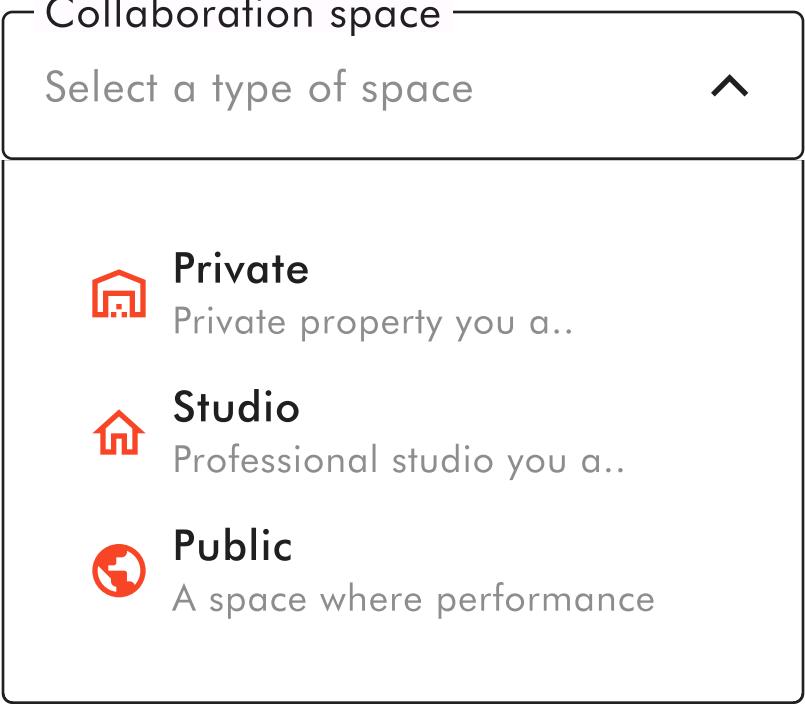 Collaboration space
Select a type of space
Private
Private property you a..
Studio
Professional studio you a..
Public
A space where performance